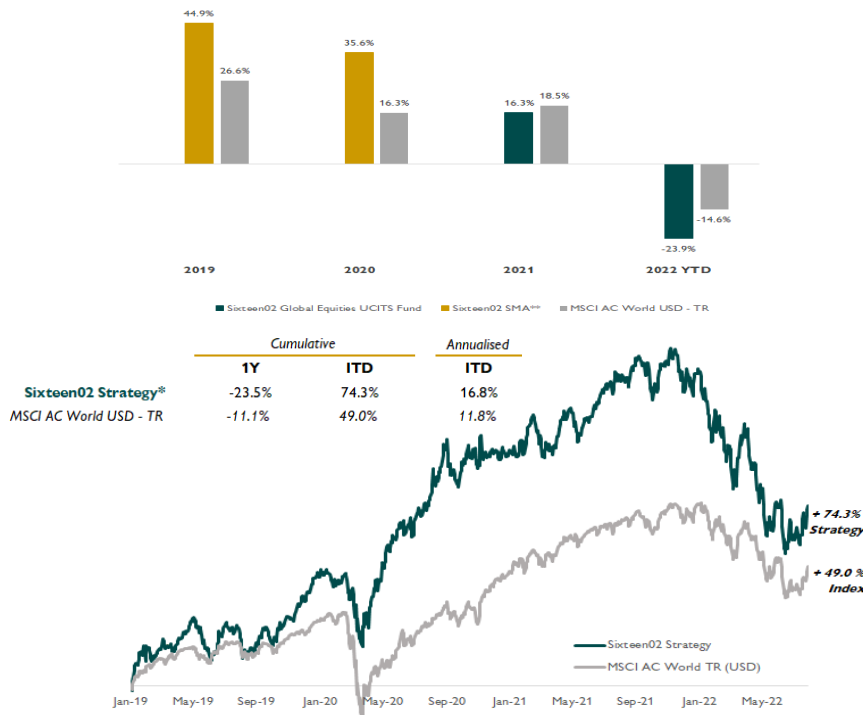 44.9%
35.6%
26.6%
16.3%
16.3%
18.5%
-14.6%
-23.9%
2019 2020 2021 2022 YTD
Sixteen02 Global Equities UCITS Fund Sixteen02 SMA** MSCI AC World USD - TR
Cumulative Annualised
1Y ITD ITD
Sixteen02 Strategy* -23.5% 74.3% 16.8%
MSCI AC World USD - TR -11.1% 49.0% 11.8%
+ 74.3%
Strategy
+ 49.0 %
Index
Sixteen02 Strategy
MSCI AC World TR (USD)
Jan-19 May-19 Sep-19 Jan-20 May-20 Sep-20 Jan-21 May-21 Sep-21 Jan-22 May-22